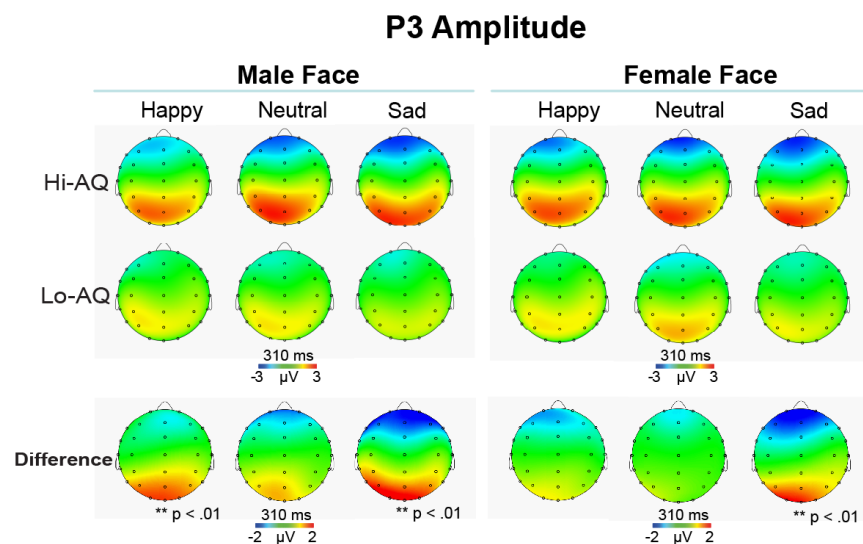 P3 Amplitude
Male Face Female Face
Happy Neutral Sad Happy Neutral Sad
Hi-AQ
Lo-AQ
310 ms 310 ms
-3 µV 3 -3 µV 3
Difference
** p < .01 ** p < .01 ** p < .01
310 ms 310 ms
-2 µV 2 -2 µV 2